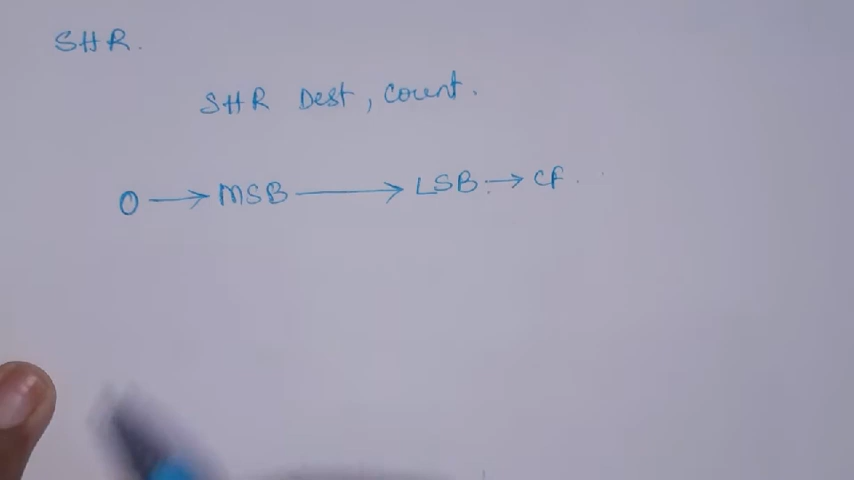 SHR.
SHR Dest, Count.
0 → MSB → LSB → CF.